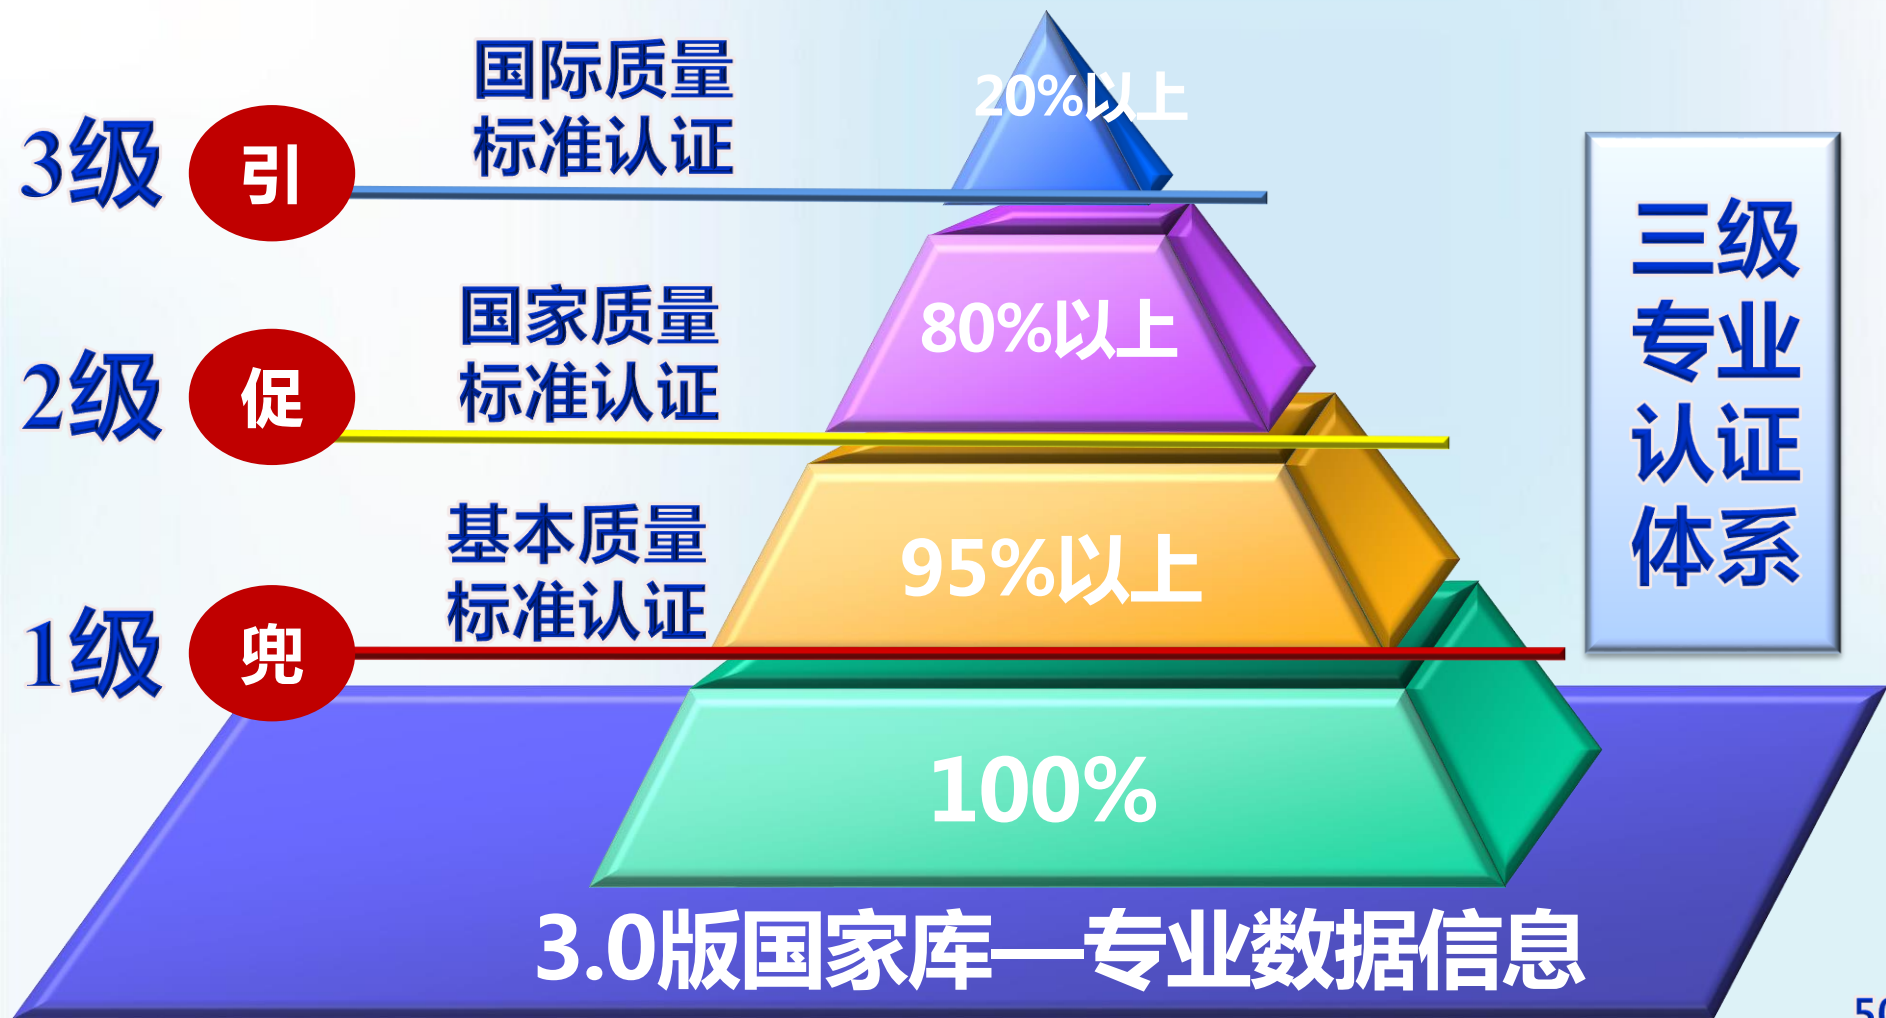 国际质量
标准认证
20%以上
3级
引
国家质量
标准认证
80%以上
2级
促
基本质量
标准认证
95%以上
1级
兜
100%
三级
专业
认证
体系
3.0版国家库—专业数据信息